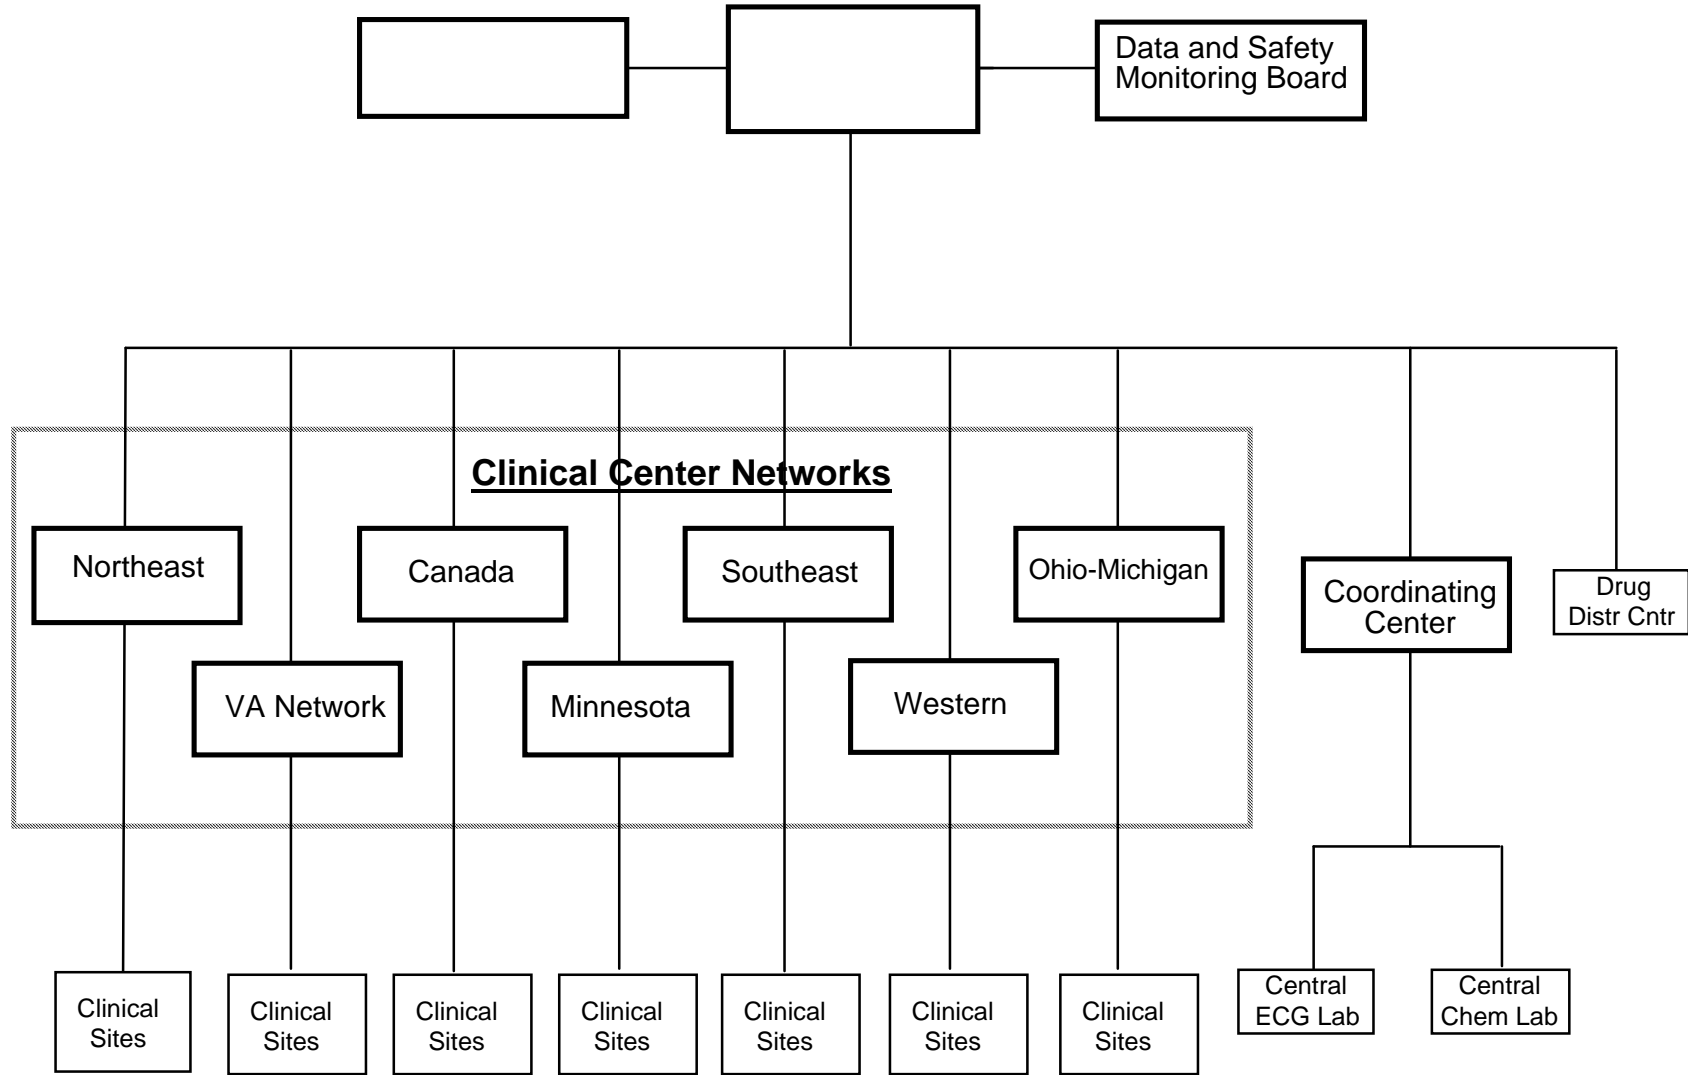 Data and Safety
Monitoring Board
Clinical Center Networks
Northeast
Canada
Southeast
Ohio-Michigan
Coordinating
Center
Drug
Distr Cntr
VA Network
Minnesota
Western
Clinical
Sites
Clinical
Sites
Clinical
Sites
Clinical
Sites
Clinical
Sites
Clinical
Sites
Clinical
Sites
Central
ECG Lab
Central
Chem Lab